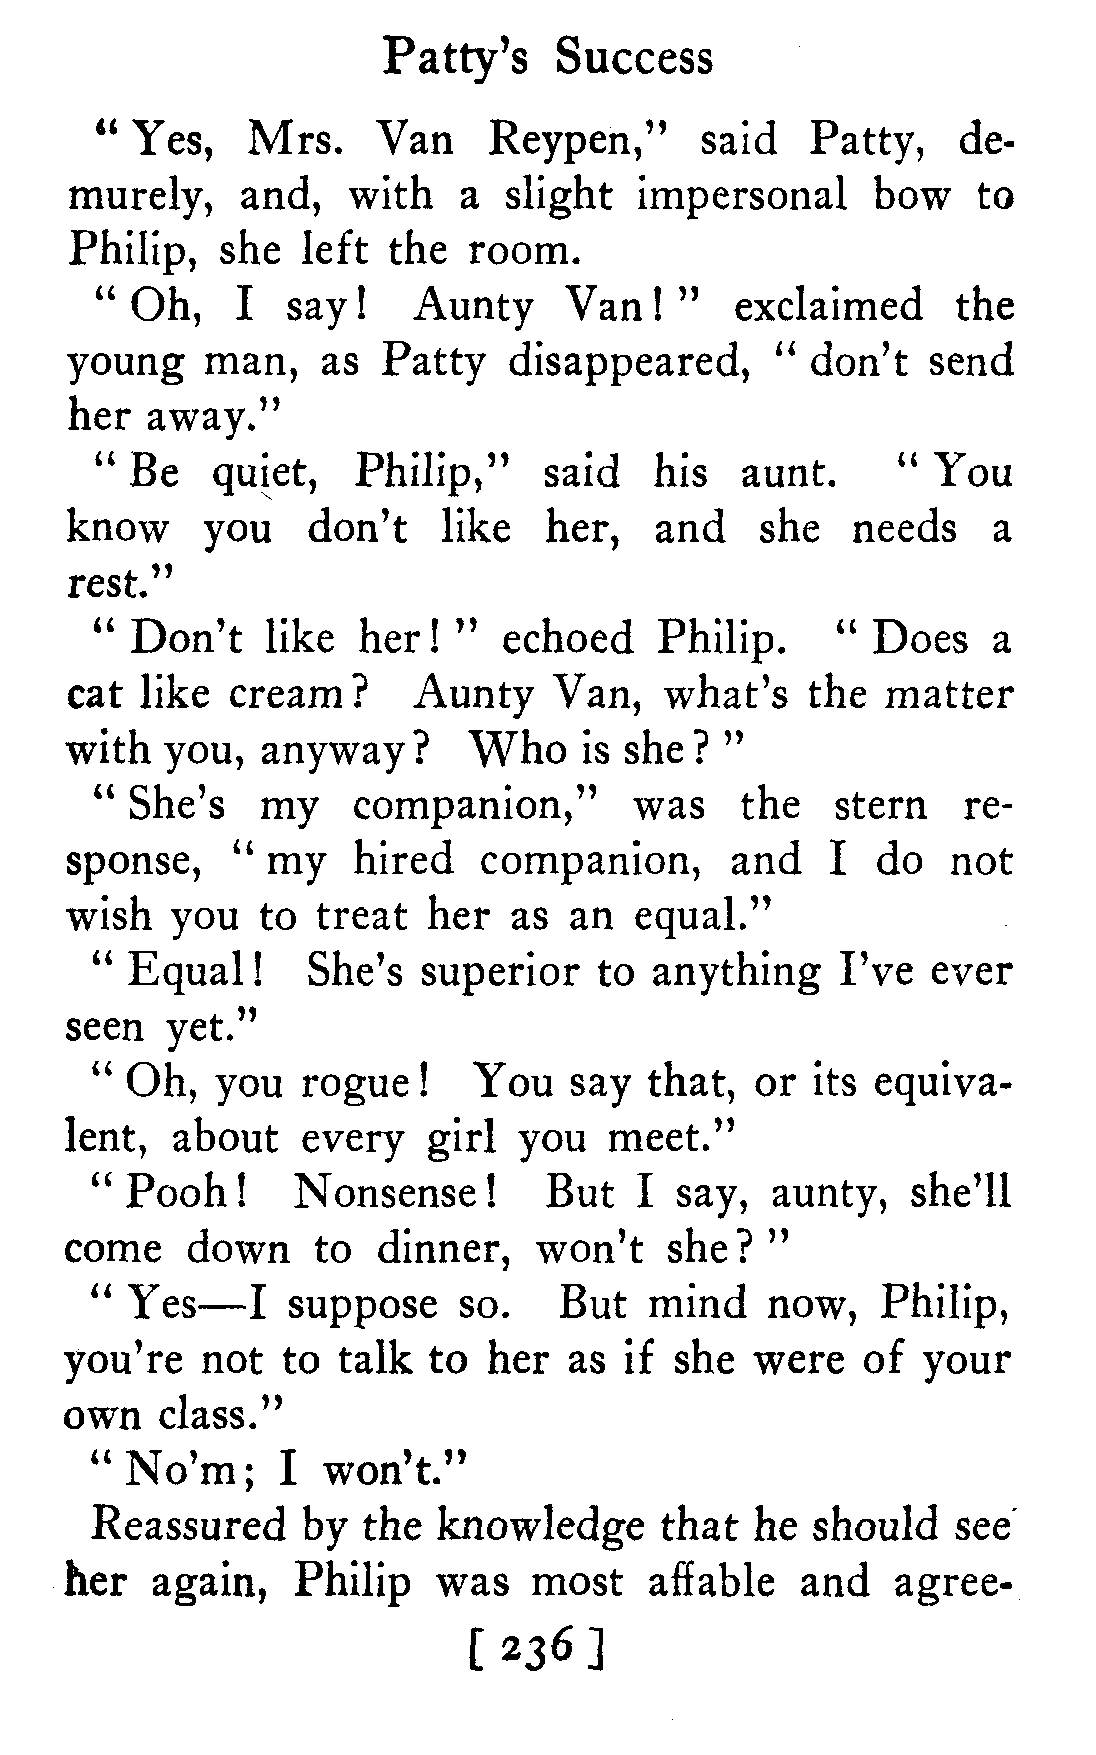 Patty's Success
“ Yes, Mrs. Van Reypen,” said Patty, de-
murely, and, with a slight impersonal bow to
Philip, she left the room.
“ Oh, I say! Aunty Van! ” exclaimed the
young man, as Patty disappeared, “ don't send
her away.”
“ Be quiet, Philip,” said his aunt. “ You
know you don't like her, and she needs a
rest.”
“ Don't like her! ” echoed Philip. “ Does a
cat like cream? Aunty Van, what's the matter
with you, anyway? Who is she? ”
“ She's my companion,” was the stern re-
sponse, “ my hired companion, and I do not
wish you to treat her as an equal.”
“ Equal! She's superior to anything I've ever
seen yet.”
“ Oh, you rogue! You say that, or its equiva-
lent, about every girl you meet.”
“ Pooh! Nonsense! But I say, aunty, she'll
come down to dinner, won't she? ”
“ Yes—I suppose so. But mind now, Philip,
you're not to talk to her as if she were of your
own class.”
“ No'm; I won't.”
Reassured by the knowledge that he should see
her again, Philip was most affable and agree-
[ 236 ]